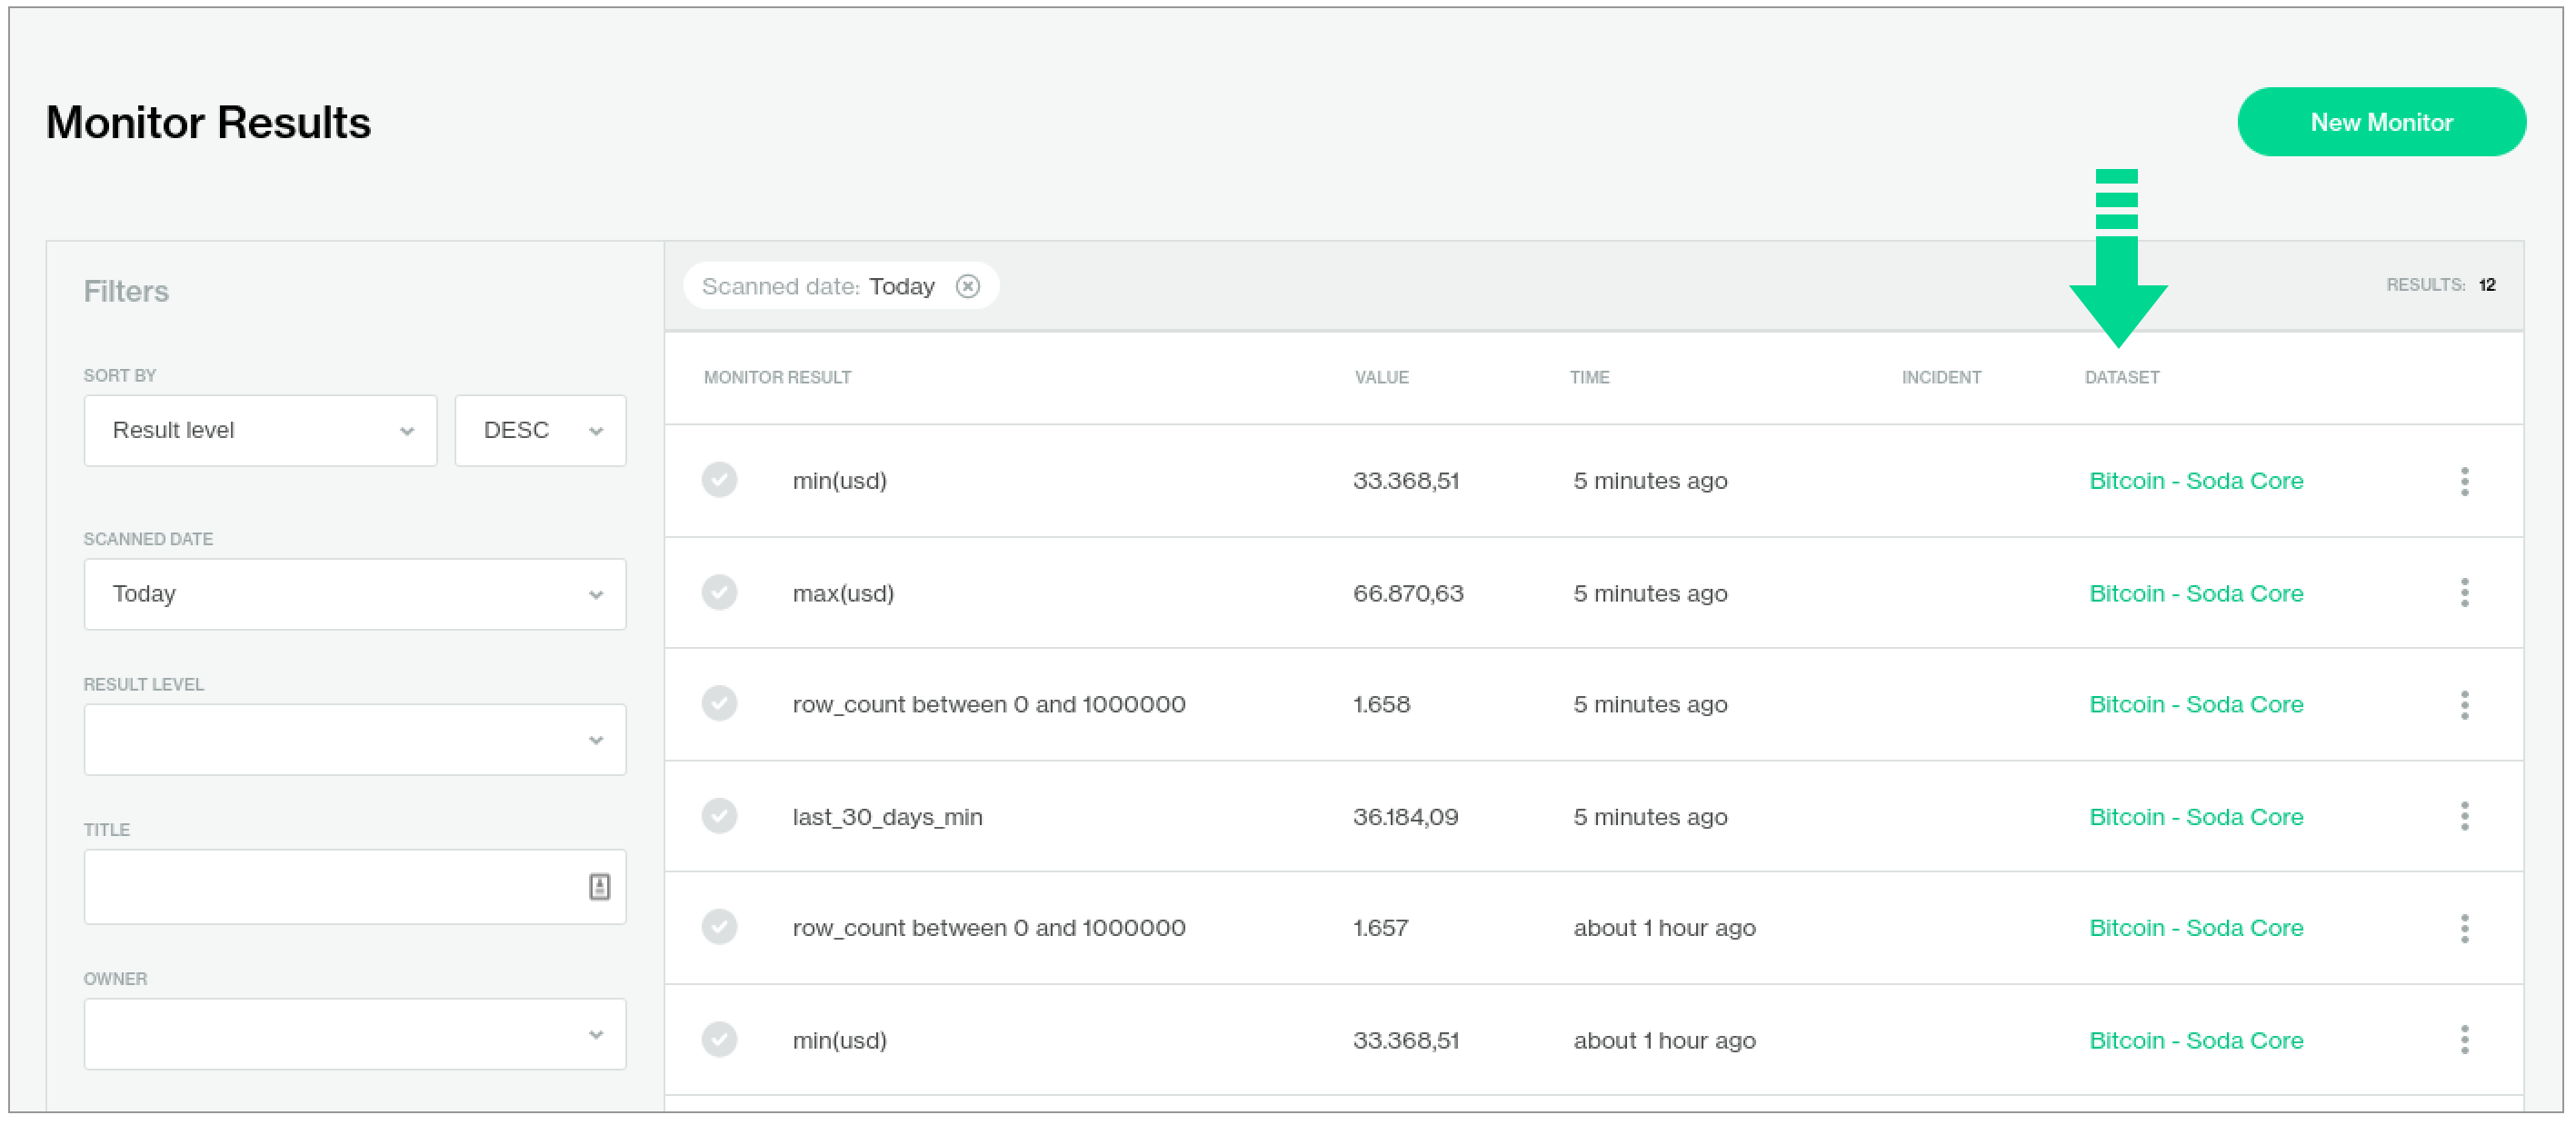 Monitor Results
New Monitor
Filters
SORT BY
Result level
DESC
SCANNED DATE
Today
RESULT LEVEL
TITLE
OWNER
Scanned date: Today
RESULTS: 12
MONITOR RESULT VALUE TIME INCIDENT DATASET
min(usd) 33.368,51 5 minutes ago Bitcoin - Soda Core
max(usd) 66.870,63 5 minutes ago Bitcoin - Soda Core
row_count between 0 and 1000000 1.658 5 minutes ago Bitcoin - Soda Core
last_30_days_min 36.184,09 5 minutes ago Bitcoin - Soda Core
row_count between 0 and 1000000 1.657 about 1 hour ago Bitcoin - Soda Core
min(usd) 33.368,51 about 1 hour ago Bitcoin - Soda Core